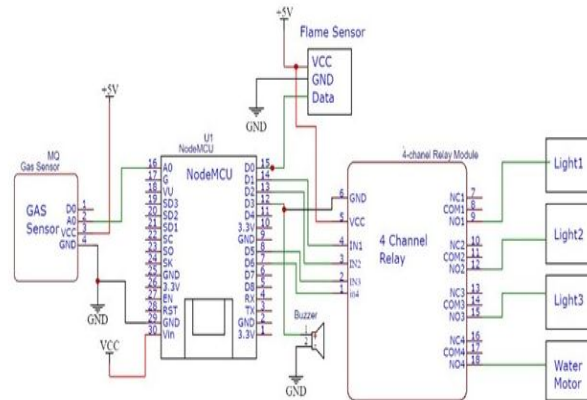 +5V
Flame Sensor
VCC
GND
Data
GND
+5V
MQ
Gas Sensor
GAS
Sensor
D0 1
A0 2
VCC 3
GND 4
GND
VCC
U1
NodeMCU
NodeMCU
16 A0
17 G
18 VU
19 SD3
20 SD2
21 SD1
22 SC
23 SO
24 SK
25 GND
26 3.3V
27 EN
28 RST
29 GND
30 Vin
D0 15
D1 14
D2 13
D3 12
D4 11
3.3V 10
GND 9
D5 8
D6 7
D7 6
D8 5
RX 4
TX 3
GND 2
3.3V 1
Buzzer
1
2
GND
4-chanel Relay Module
4 Channel
Relay
6 GND
5 VCC
4 IN1
3 IN2
2 IN3
1 in4
NC1 7
COM1 8
NO1 9
NC2 10
COM2 11
NO2 12
NC3 13
COM3 14
NO3 15
NC4 16
COM4 17
NO4 18
Light1
Light2
Light3
Water
Motor